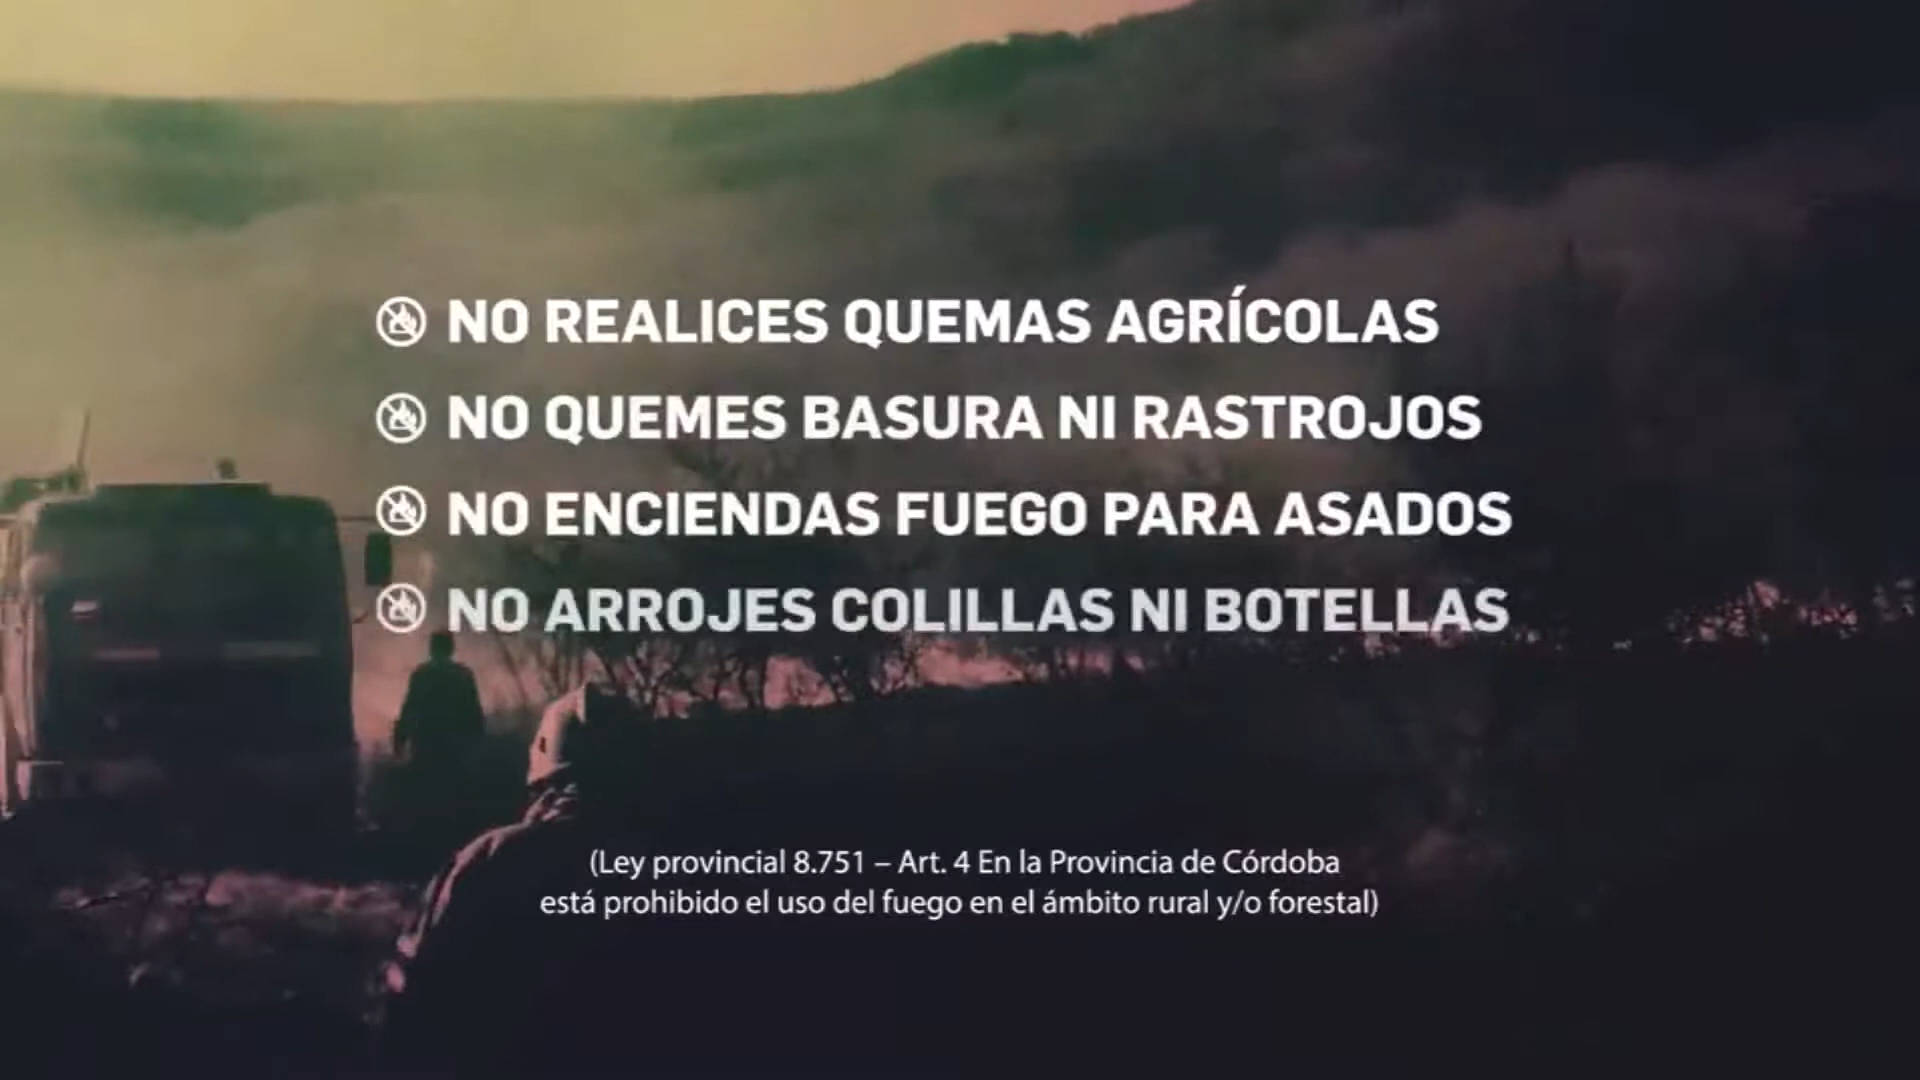 NO REALICES QUEMAS AGRÍCOLAS
NO QUEMES BASURA NI RASTROJOS
NO ENCIENDAS FUEGO PARA ASADOS
NO ARROJES COLILLAS NI BOTELLAS
(Ley provincial 8.751 – Art. 4 En la Provincia de Córdoba
está prohibido el uso del fuego en el ámbito rural y/o forestal)